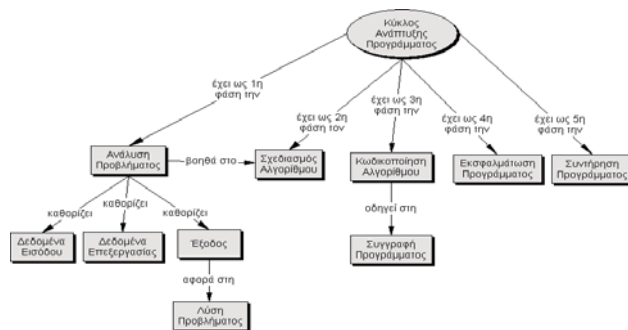 Κύκλος
Ανάπτυξης
Προγράμματος
έχει ως 1η
φάση την
έχει ως 2η
φάση τον
έχει ως 3η
φάση την
έχει ως 4η
φάση την
έχει ως 5η
φάση την
Ανάλυση
Προβλήματος
βοηθά στο
Σχεδιασμός
Αλγορίθμου
Κωδικοποίηση
Αλγορίθμου
Εκσφαλμάτωση
Προγράμματος
Συντήρηση
Προγράμματος
καθορίζει
καθορίζει
καθορίζει
οδηγεί στη
Δεδομένα
Εισόδου
Δεδομένα
Επεξεργασίας
Έξοδος
Συγγραφή
Προγράμματος
αφορά στη
Λύση
Προβλήματος